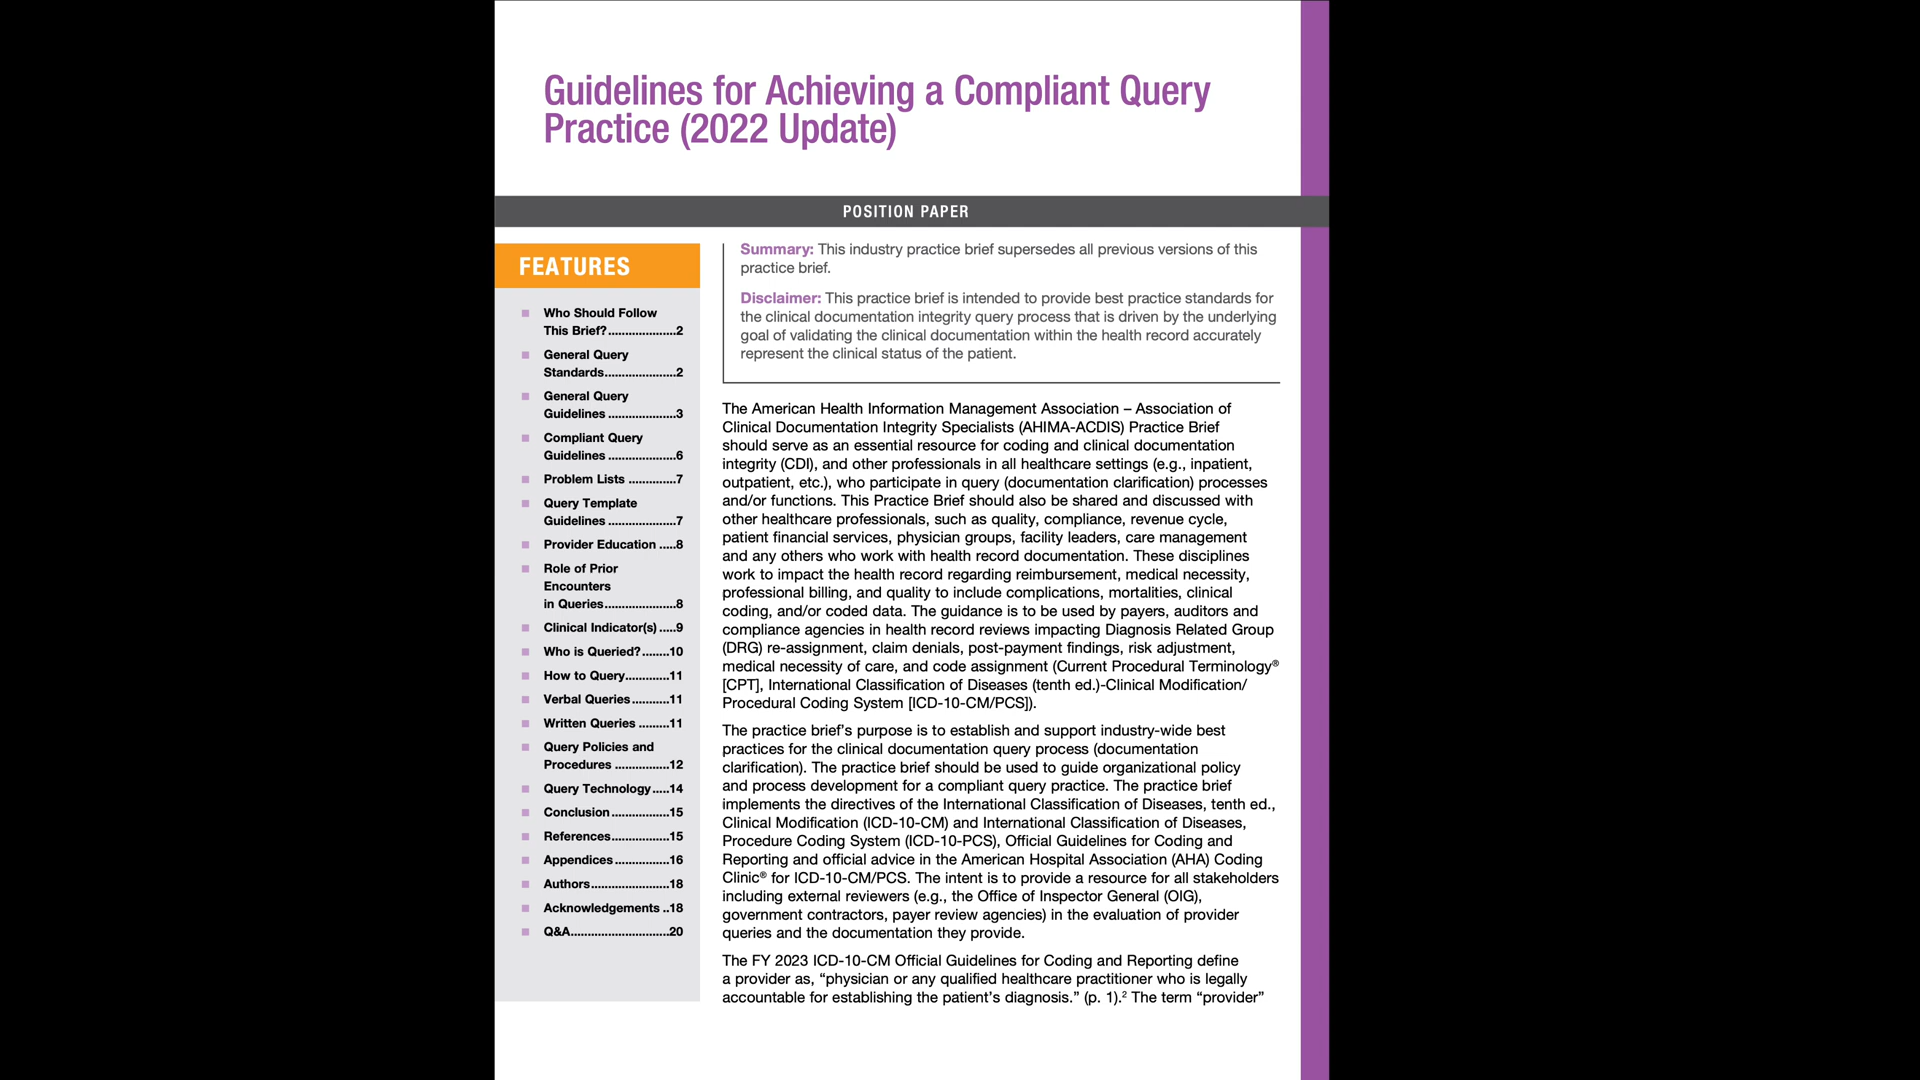 Guidelines for Achieving a Compliant Query
Practice (2022 Update)
POSITION PAPER
FEATURES
Who Should Follow
This Brief?....................2
General Query
Standards.....................2
General Query
Guidelines ....................3
Compliant Query
Guidelines ....................6
Problem Lists ..............7
Query Template
Guidelines ....................7
Provider Education .....8
Role of Prior
Encounters
in Queries.....................8
Clinical Indicator(s) .....9
Who is Queried?........10
How to Query.............11
Verbal Queries...........11
Written Queries .........11
Query Policies and
Procedures ................12
Query Technology.....14
Conclusion.................15
References.................15
Appendices................16
Authors.......................18
Acknowledgements ..18
Q&A.............................20
Summary: This industry practice brief supersedes all previous versions of this
practice brief.
Disclaimer: This practice brief is intended to provide best practice standards for
the clinical documentation integrity query process that is driven by the underlying
goal of validating the clinical documentation within the health record accurately
represent the clinical status of the patient.
The American Health Information Management Association – Association of
Clinical Documentation Integrity Specialists (AHIMA-ACDIS) Practice Brief
should serve as an essential resource for coding and clinical documentation
integrity (CDI), and other professionals in all healthcare settings (e.g., inpatient,
outpatient, etc.), who participate in query (documentation clarification) processes
and/or functions. This Practice Brief should also be shared and discussed with
other healthcare professionals, such as quality, compliance, revenue cycle,
patient financial services, physician groups, facility leaders, care management
and any others who work with health record documentation. These disciplines
work to impact the health record regarding reimbursement, medical necessity,
professional billing, and quality to include complications, mortalities, clinical
coding, and/or coded data. The guidance is to be used by payers, auditors and
compliance agencies in health record reviews impacting Diagnosis Related Group
(DRG) re-assignment, claim denials, post-payment findings, risk adjustment,
medical necessity of care, and code assignment (Current Procedural Terminology®
[CPT], International Classification of Diseases (tenth ed.)-Clinical Modification/
Procedural Coding System [ICD-10-CM/PCS]).
The practice brief’s purpose is to establish and support industry-wide best
practices for the clinical documentation query process (documentation
clarification). The practice brief should be used to guide organizational policy
and process development for a compliant query practice. The practice brief
implements the directives of the International Classification of Diseases, tenth ed.,
Clinical Modification (ICD-10-CM) and International Classification of Diseases,
Procedure Coding System (ICD-10-PCS), Official Guidelines for Coding and
Reporting and official advice in the American Hospital Association (AHA) Coding
Clinic® for ICD-10-CM/PCS. The intent is to provide a resource for all stakeholders
including external reviewers (e.g., the Office of Inspector General (OIG),
government contractors, payer review agencies) in the evaluation of provider
queries and the documentation they provide.
The FY 2023 ICD-10-CM Official Guidelines for Coding and Reporting define
a provider as, “physician or any qualified healthcare practitioner who is legally
accountable for establishing the patient’s diagnosis.” (p. 1).² The term “provider”